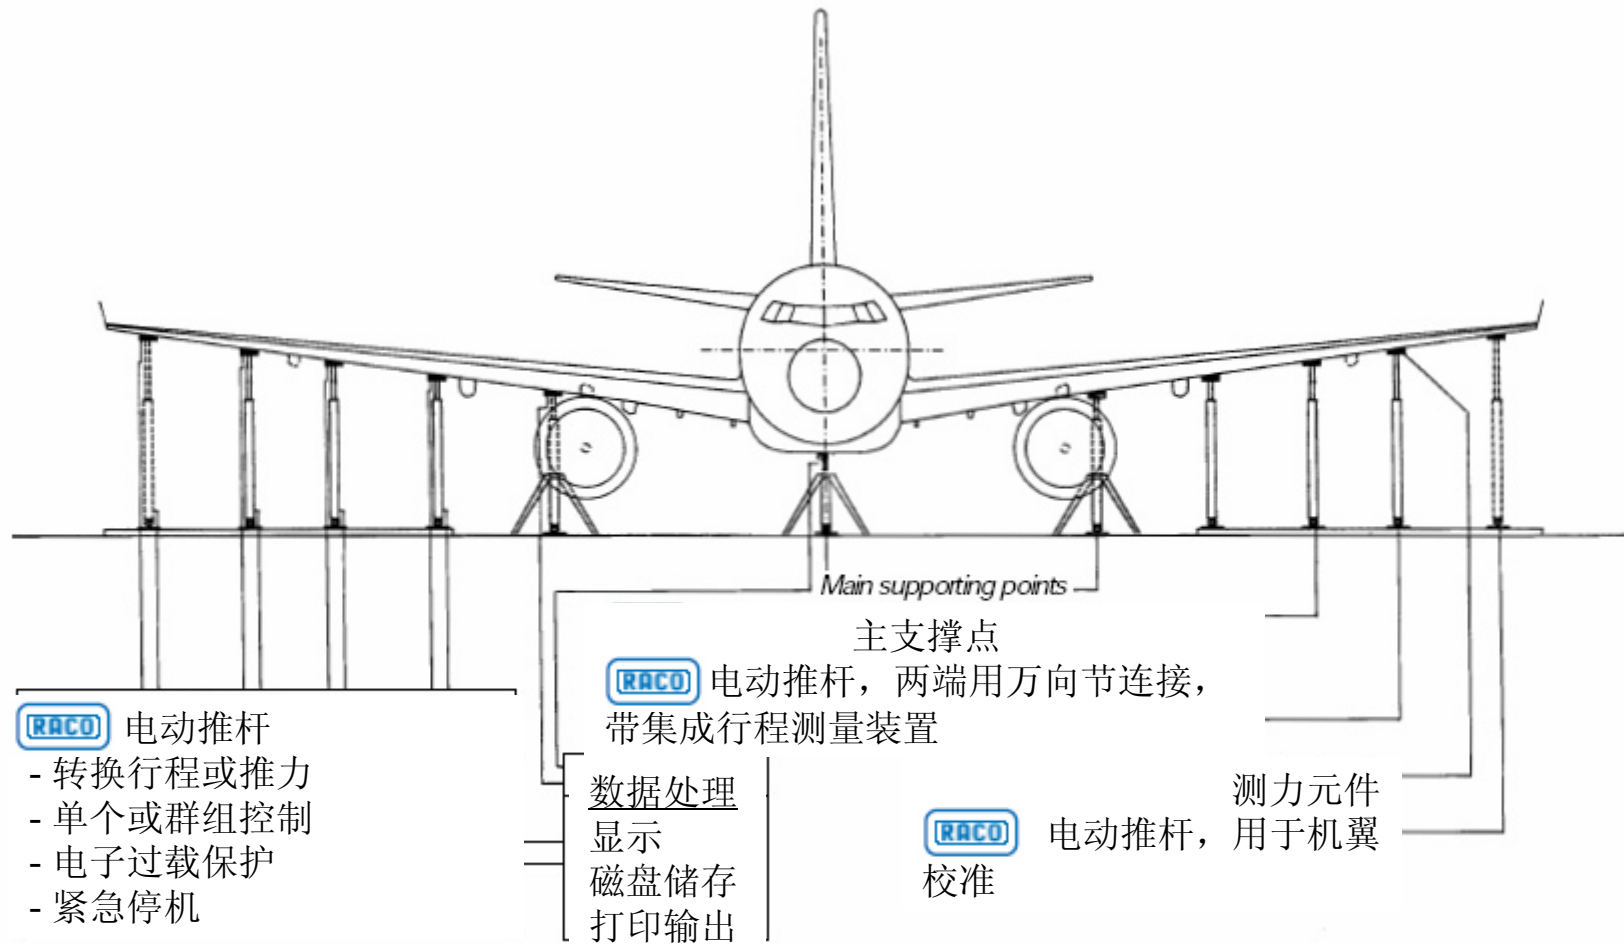 Main supporting points
主支撑点
RACO 电动推杆，两端用万向节连接，
带集成行程测量装置
RACO 电动推杆
- 转换行程或推力
- 单个或群组控制
- 电子过载保护
- 紧急停机
数据处理
显示
磁盘储存
打印输出
测力元件
RACO 电动推杆，用于机翼
校准